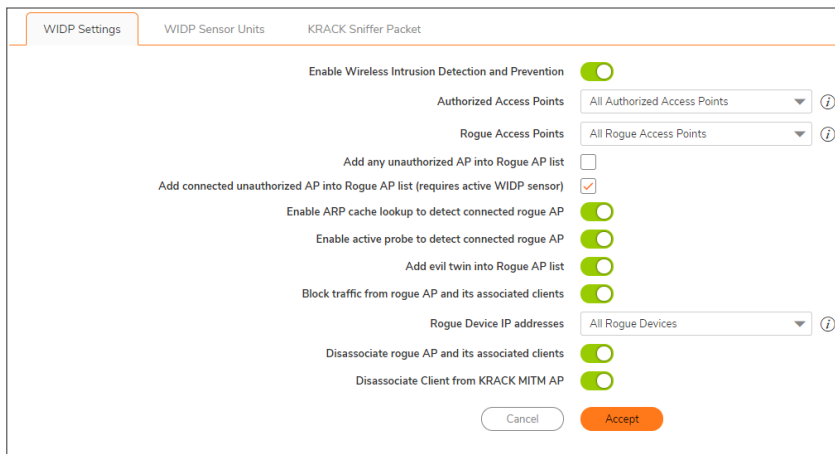 WIDP Settings WIDP Sensor Units KRACK Sniffer Packet
Enable Wireless Intrusion Detection and Prevention
Authorized Access Points All Authorized Access Points
Rogue Access Points All Rogue Access Points
Add any unauthorized AP into Rogue AP list
Add connected unauthorized AP into Rogue AP list (requires active WIDP sensor)
Enable ARP cache lookup to detect connected rogue AP
Enable active probe to detect connected rogue AP
Add evil twin into Rogue AP list
Block traffic from rogue AP and its associated clients
Rogue Device IP addresses All Rogue Devices
Disassociate rogue AP and its associated clients
Disassociate Client from KRACK MITM AP
Cancel Accept